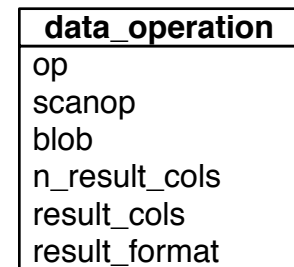 data_operation
op
scanop
blob
n_result_cols
result_cols
result_format